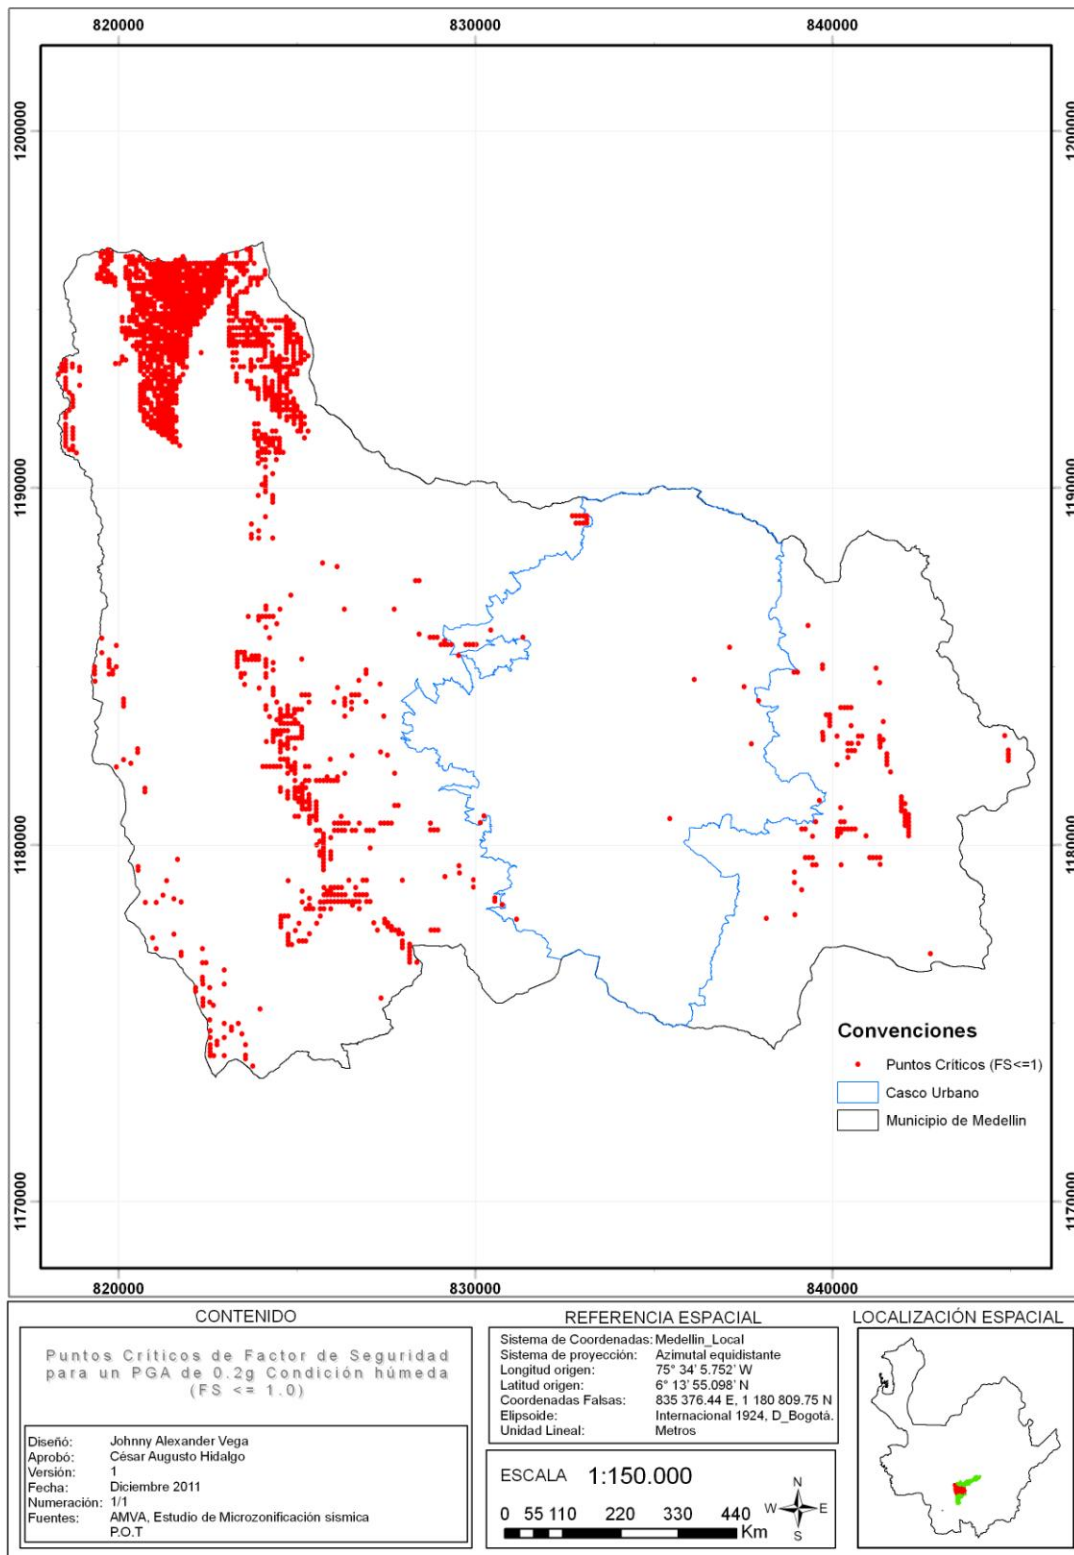 820000
830000
840000
1200000
1200000
1190000
1190000
1180000
1180000
1170000
1170000
Convenciones
Puntos Críticos (FS<=1)
Casco Urbano
Municipio de Medellin
820000
830000
840000
CONTENIDO
Puntos Críticos de Factor de Seguridad
para un PGA de 0.2g Condición húmeda
(FS <= 1.0)
Diseñó: Johnny Alexander Vega
Aprobó: César Augusto Hidalgo
Versión: 1
Fecha: Diciembre 2011
Numeración: 1/1
Fuentes: AMVA, Estudio de Microzonificación sismica
P.O.T
REFERENCIA ESPACIAL
Sistema de Coordenadas: Medellin_Local
Sistema de proyección: Azimutal equidistante
Longitud origen: 75° 34' 5.752' W
Latitud origen: 6° 13' 55.098' N
Coordenadas Falsas: 835 376.44 E, 1 180 809.75 N
Elipsoide: Internacional 1924, D_Bogotá.
Unidad Lineal: Metros
ESCALA 1:150.000
0 55 110 220 330 440
Km
N
W E
S
LOCALIZACIÓN ESPACIAL